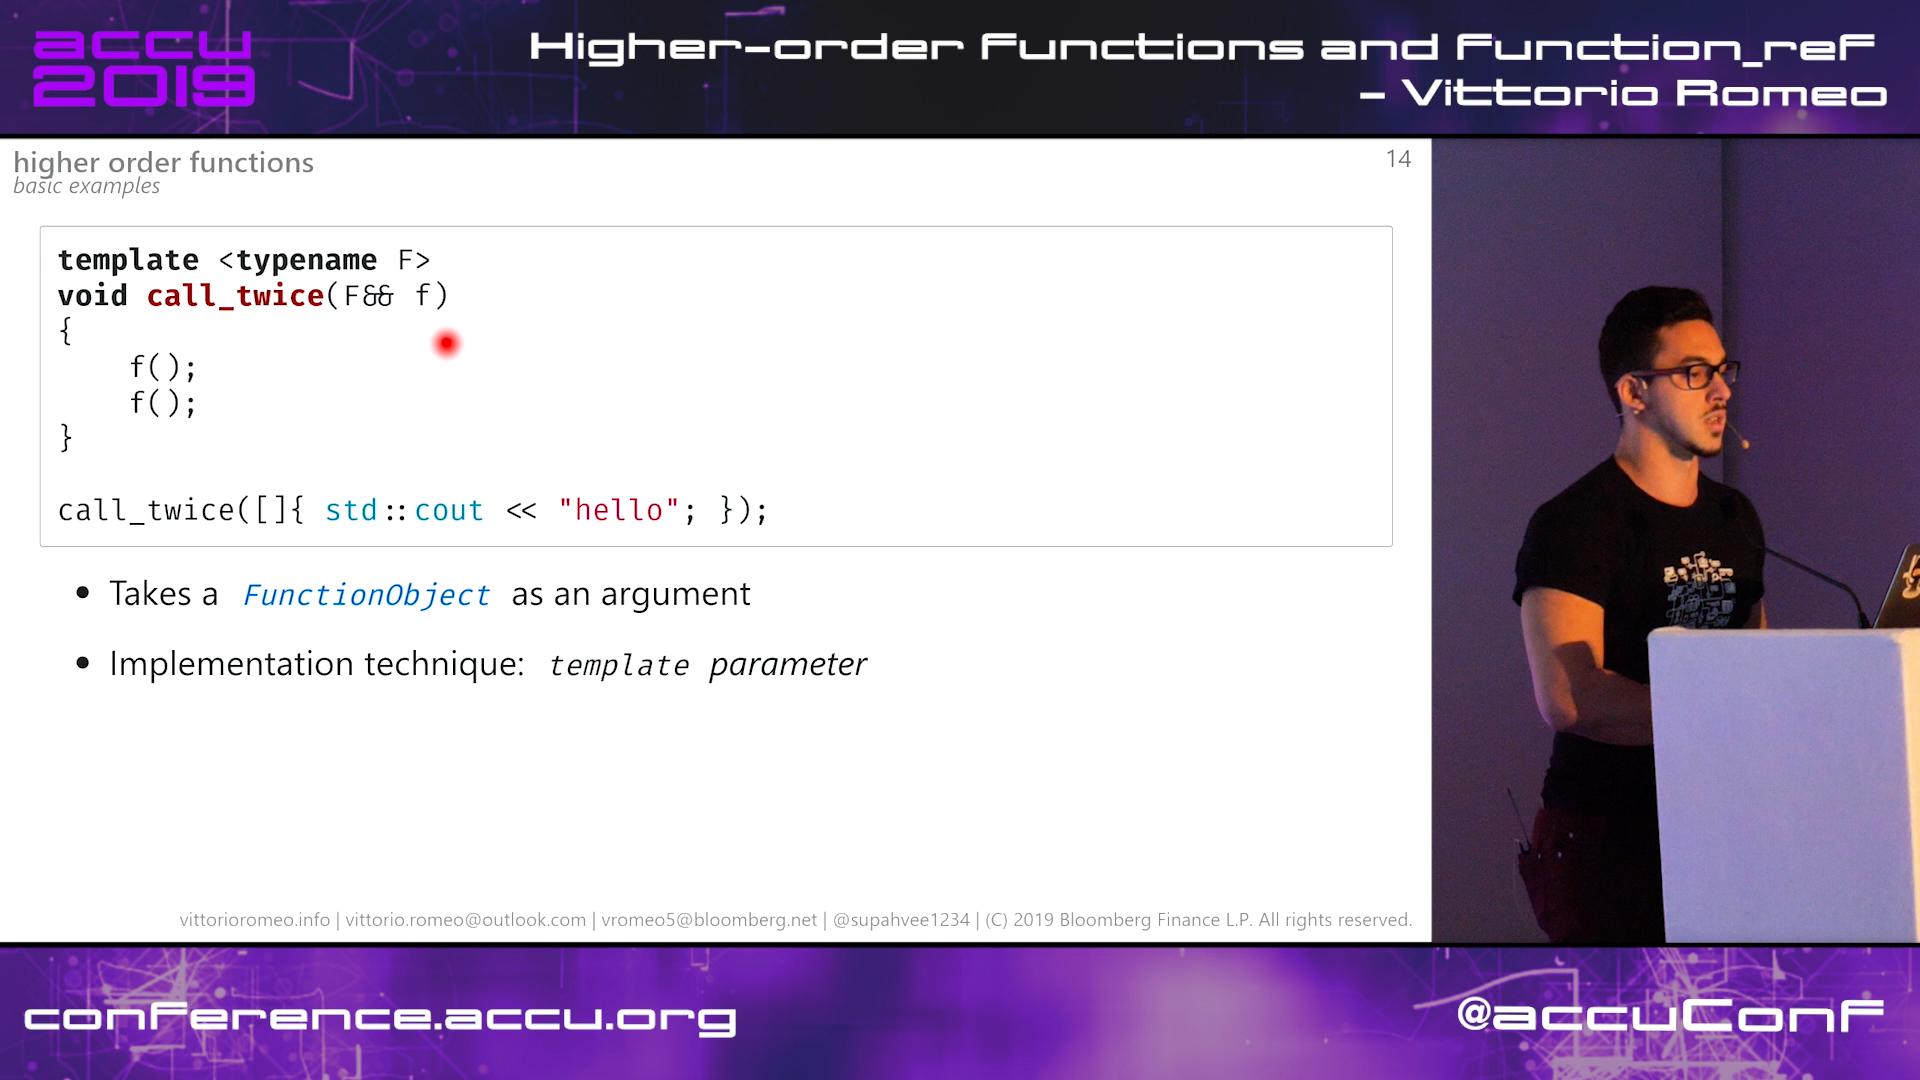 accu
2019
Higher-order Functions and function_ref
- Vittorio Romeo
higher order functions
14
basic examples
template <typename F>
void call_twice(F&& f)
{
f();
f();
}
call_twice([]{ std::cout << "hello"; });
• Takes a FunctionObject as an argument
• Implementation technique: template parameter
vittorioromeo.info | vittorio.romeo@outlook.com | vromeo5@bloomberg.net | @supahvee1234 | (C) 2019 Bloomberg Finance L.P. All rights reserved.
conference.accu.org
@accuConf